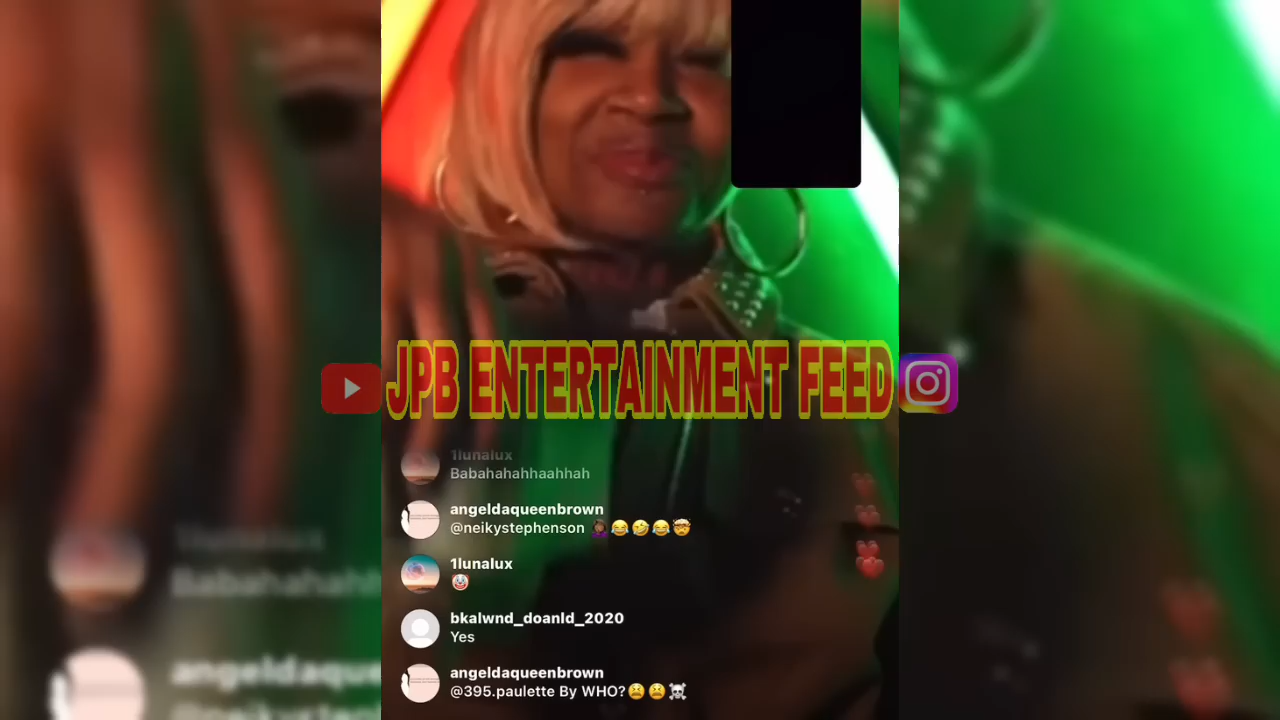 JPB ENTERTAINMENT FEED
1lunalux
Babahahahhaahhah
angeldaqueenbrown
@neikystephenson 🤦🏾‍♀️😂🤣😂🤯
1lunalux
🤡
bkalwnd_doanld_2020
Yes
angeldaqueenbrown
@395.paulette By WHO?😫😫☠️